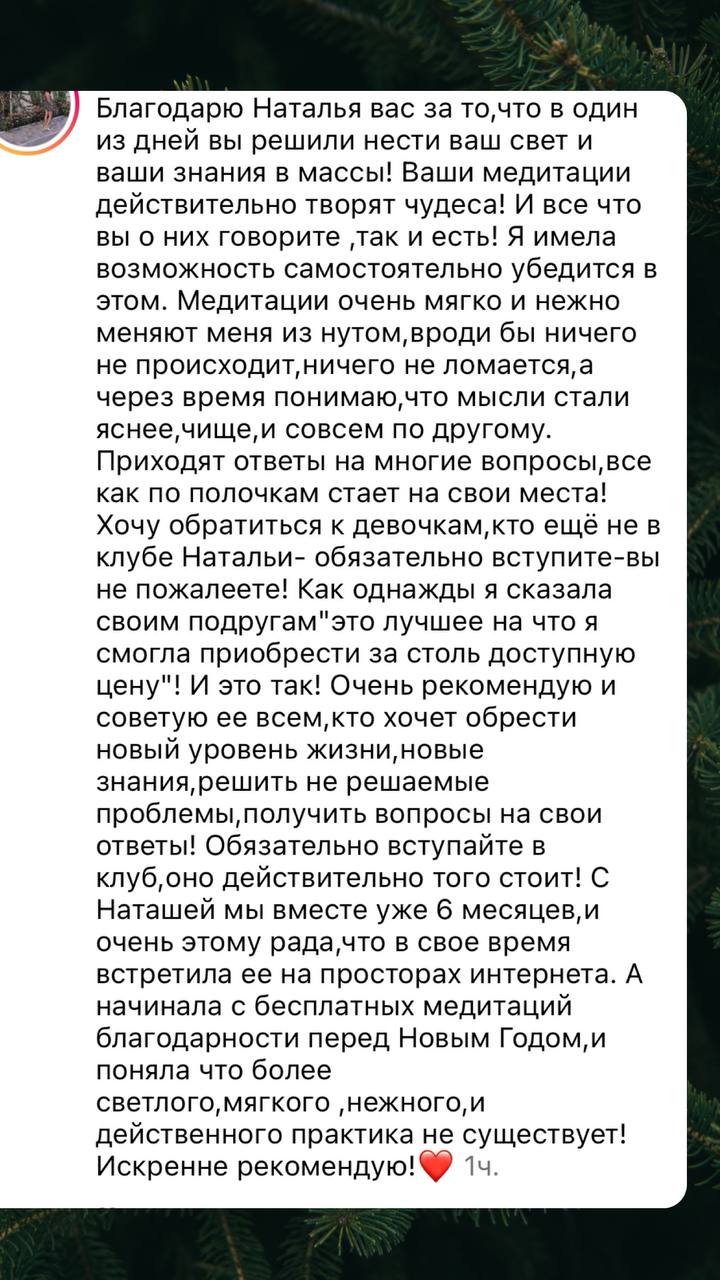 Благодарю Наталья вас за то,что в один
из дней вы решили нести ваш свет и
ваши знания в массы! Ваши медитации
действительно творят чудеса! И все что
вы о них говорите ,так и есть! Я имела
возможность самостоятельно убедится в
этом. Медитации очень мягко и нежно
меняют меня из нутом,вроди бы ничего
не происходит,ничего не ломается,а
через время понимаю,что мысли стали
яснее,чище,и совсем по другому.
Приходят ответы на многие вопросы,все
как по полочкам стает на свои места!
Хочу обратиться к девочкам,кто ещё не в
клубе Натальи- обязательно вступите-вы
не пожалеете! Как однажды я сказала
своим подругам"это лучшее на что я
смогла приобрести за столь доступную
цену"! И это так! Очень рекомендую и
советую ее всем,кто хочет обрести
новый уровень жизни,новые
знания,решить не решаемые
проблемы,получить вопросы на свои
ответы! Обязательно вступайте в
клуб,оно действительно того стоит! С
Наташей мы вместе уже 6 месяцев,и
очень этому рада,что в свое время
встретила ее на просторах интернета. А
начинала с бесплатных медитаций
благодарности перед Новым Годом,и
поняла что более
светлого,мягкого ,нежного,и
действенного практика не существует!
Искренне рекомендую!❤️ 1ч.